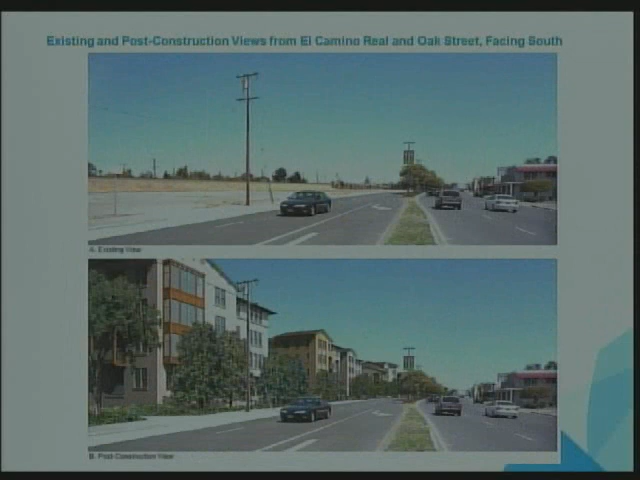 Existing and Post-Construction Views from El Camino Real and Oak Street, Facing South
A. Existing View
B. Post-Construction View